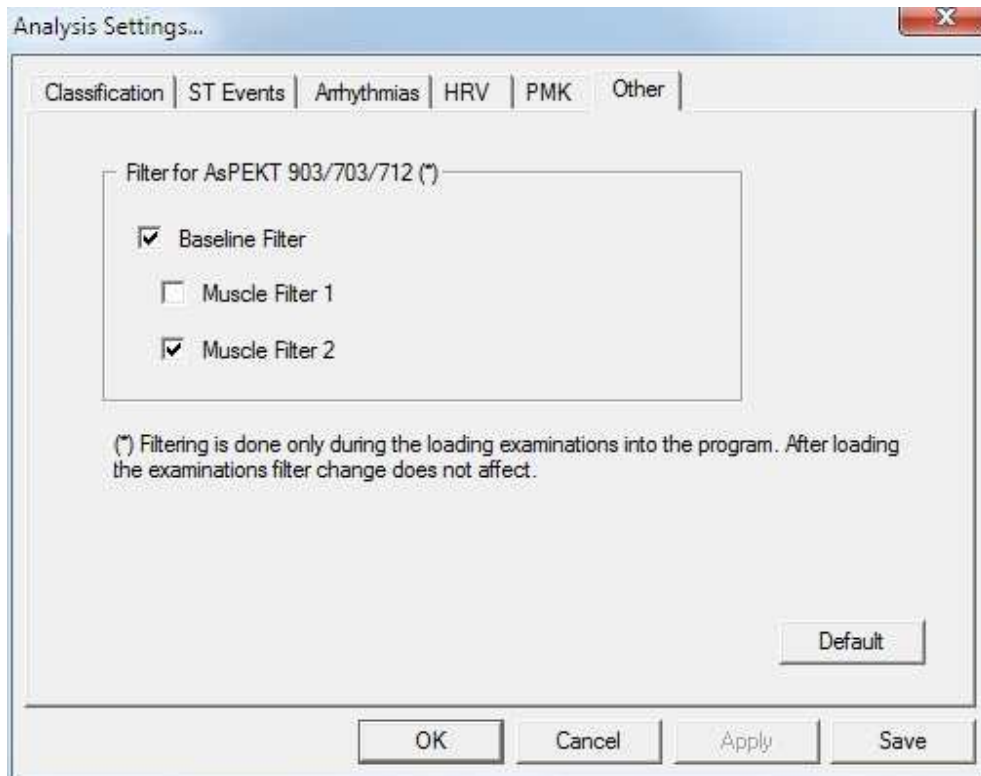 Analysis Settings...
Classification ST Events Arrhythmias HRV PMK Other
Filter for AsPEKT 903/703/712 (*)
Baseline Filter
Muscle Filter 1
Muscle Filter 2
(*) Filtering is done only during the loading examinations into the program. After loading
the examinations filter change does not affect.
Default
OK Cancel Apply Save